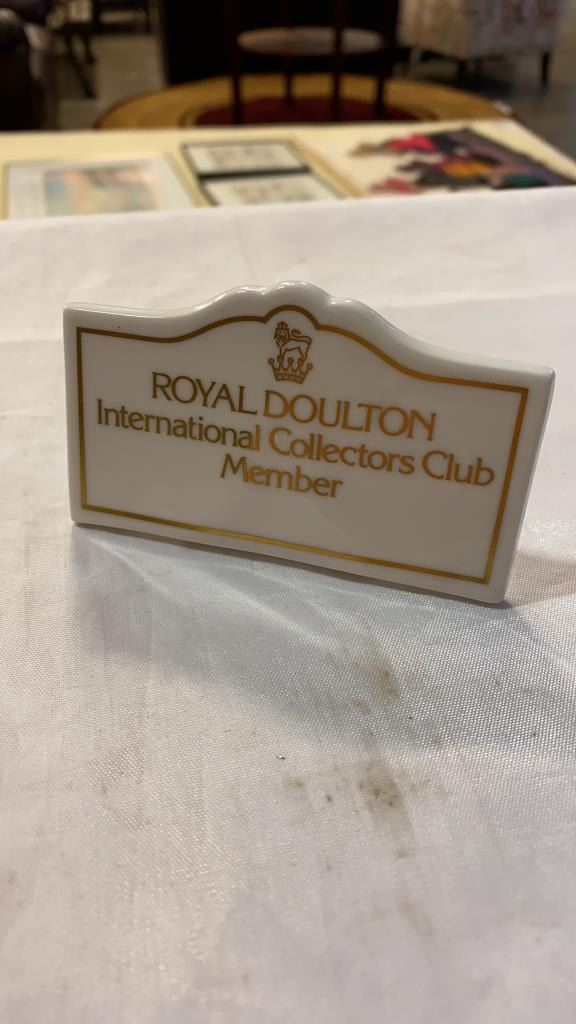 ROYAL DOULTON
International Collectors Club
Member